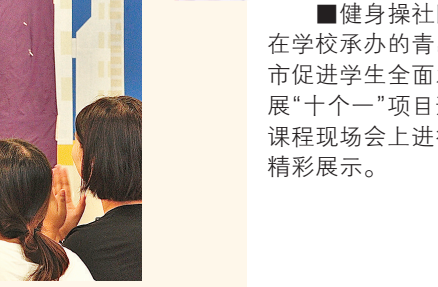 ■健身操社
在学校承办的青
市促进学生全面
展“十个一”项目
课程现场会上进
精彩展示。